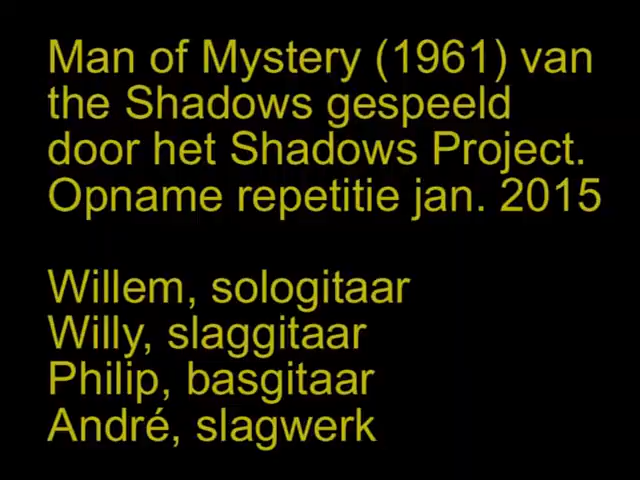 Man of Mystery (1961) van
the Shadows gespeeld
door het Shadows Project.
Opname repetitie jan. 2015
Willem, sologitaar
Willy, slaggitaar
Philip, basgitaar
André, slagwerk